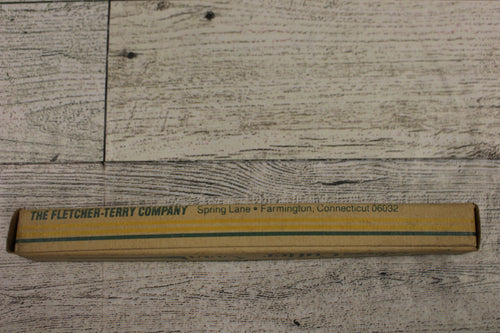 THE FLETCHER-TERRY COMPANY Spring Lane • Farmington, Connecticut 06032